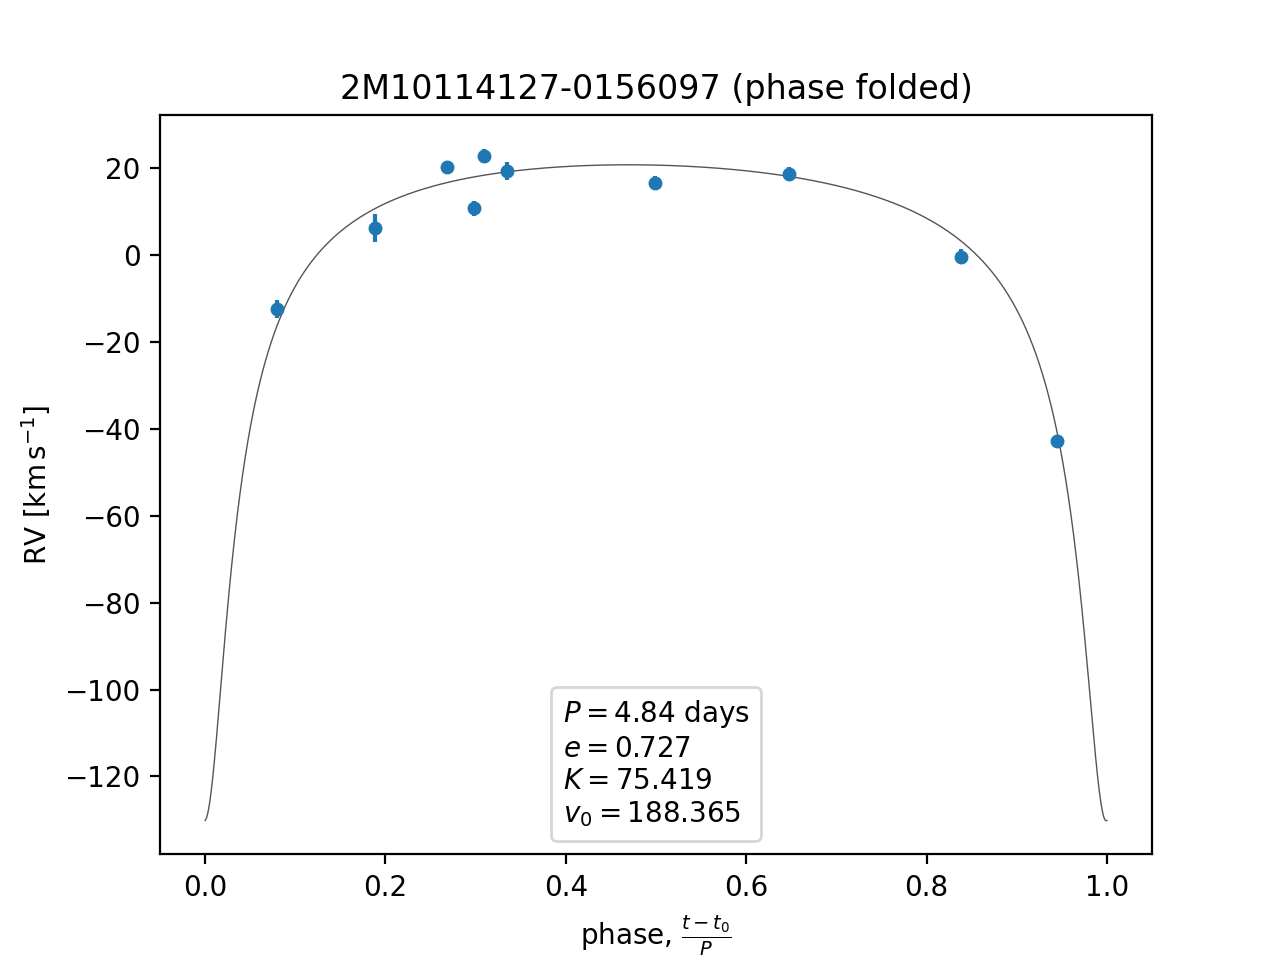 2M10114127-0156097 (phase folded)
20
0
−20
−40
−60
−80
−100
−120
RV [km s⁻¹]
P = 4.84 days
e = 0.727
K = 75.419
v₀ = 188.365
0.0 0.2 0.4 0.6 0.8 1.0
phase, (t − t₀)/P